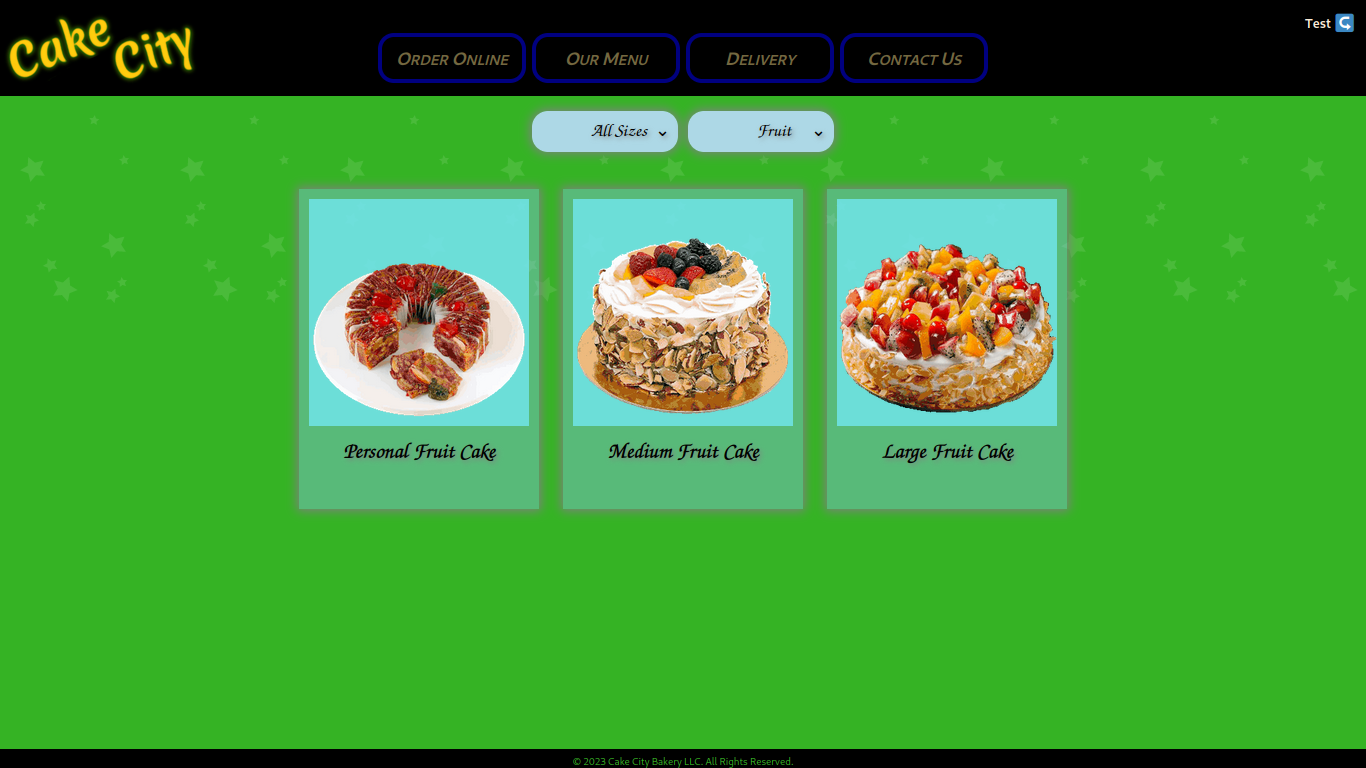 Cake City
Test
Order Online
Our Menu
Delivery
Contact Us
All Sizes
Fruit
Personal Fruit Cake
Medium Fruit Cake
Large Fruit Cake
© 2023 Cake City Bakery LLC. All Rights Reserved.